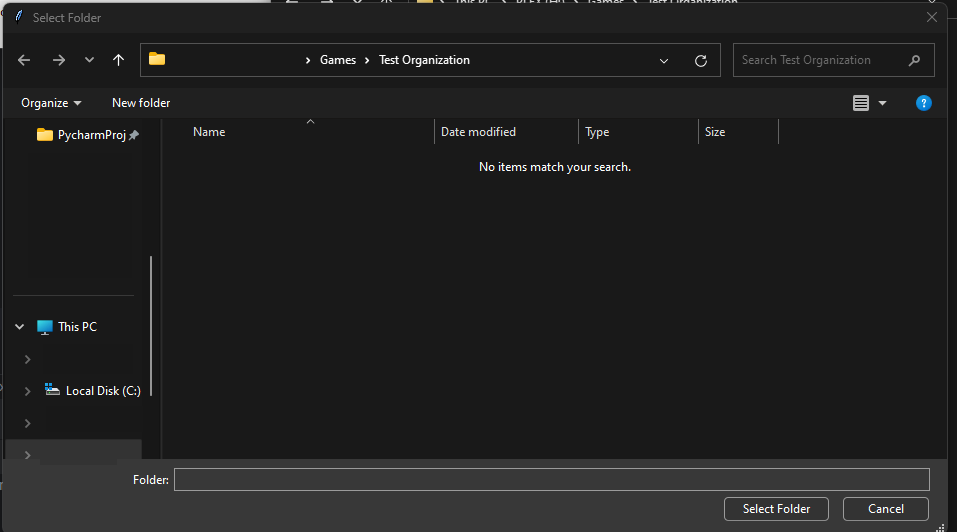 Select Folder
> Games > Test Organization
Search Test Organization
Organize
New folder
?
PycharmProj
Name
Date modified
Type
Size
No items match your search.
This PC
Local Disk (C:)
Folder:
Select Folder
Cancel